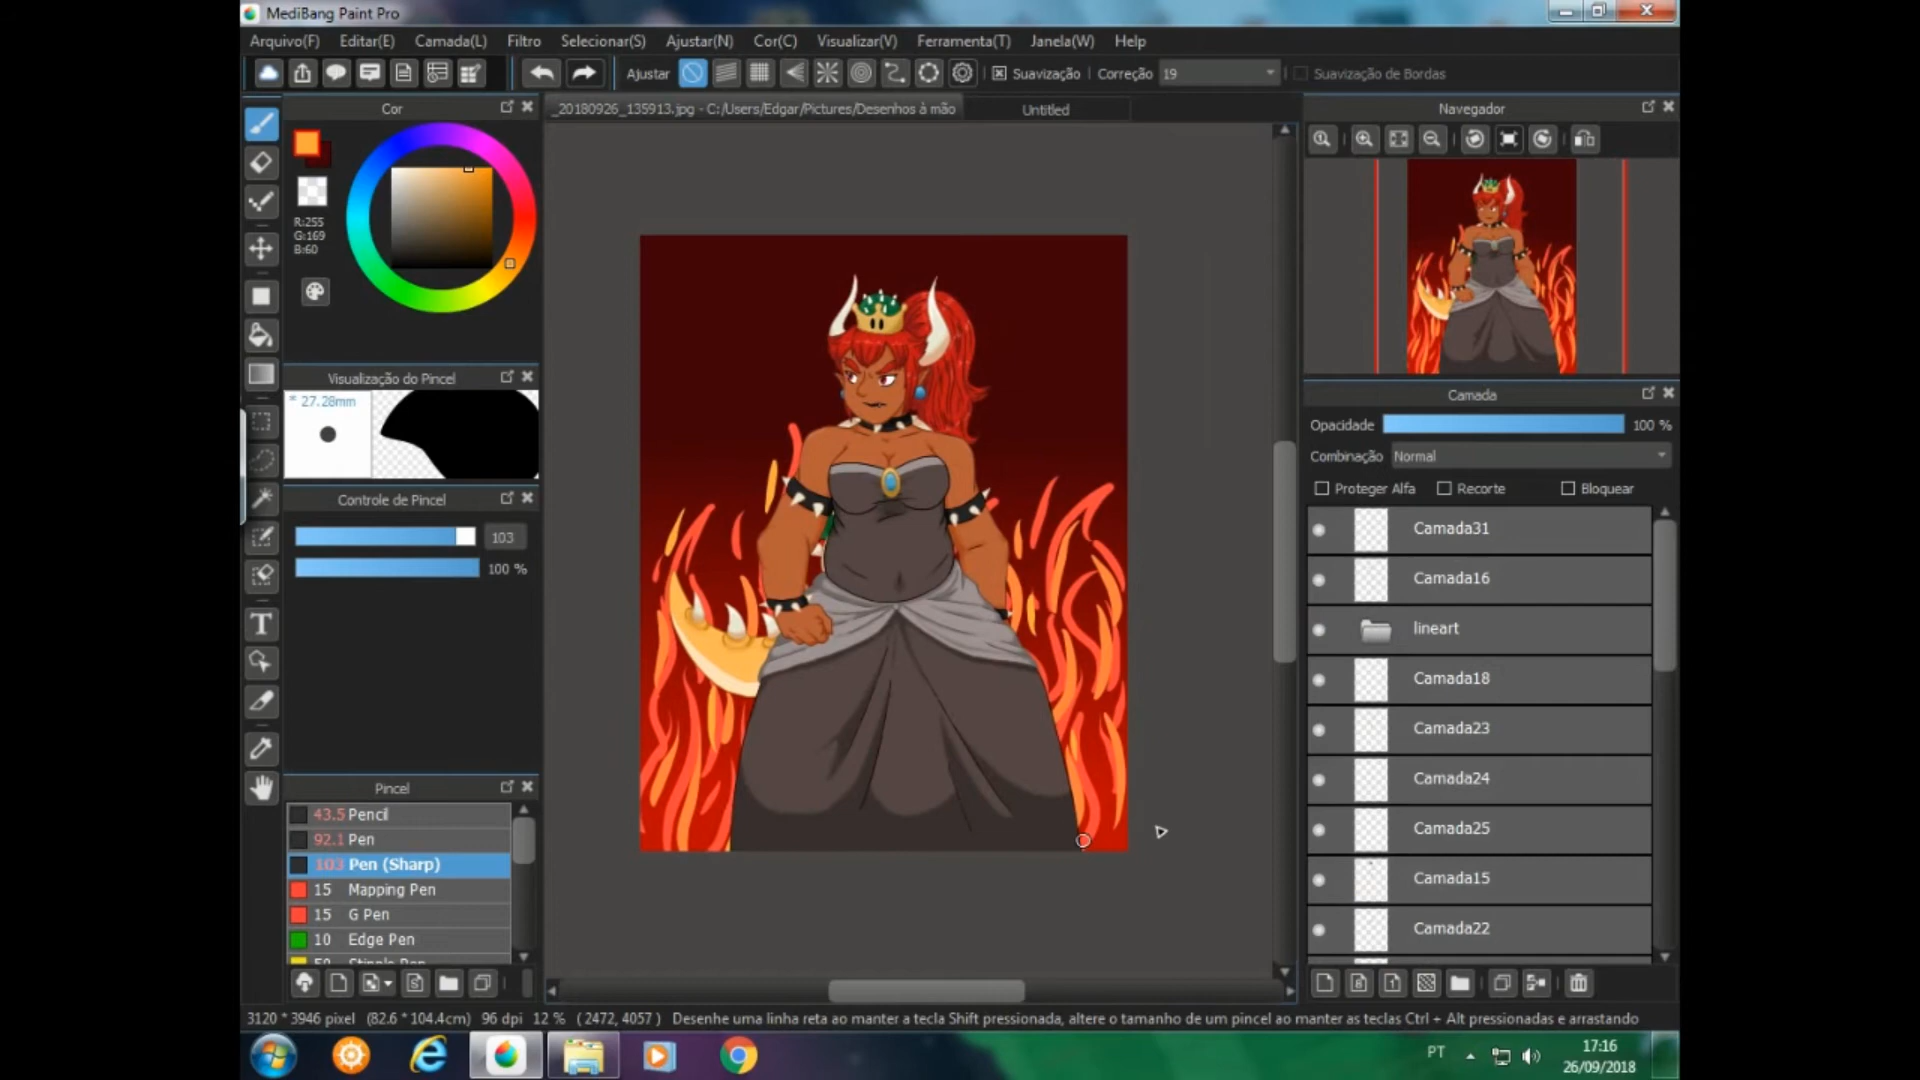 MediBang Paint Pro
Arquivo(F) Editar(E) Camada(L) Filtro Selecionar(S) Ajustar(N) Cor(C) Visualizar(V) Ferramenta(T) Janela(W) Help
Ajustar Suavização Correção 19 Suavização de Bordas
Cor
_20180926_135913.jpg - C:/Users/Edgar/Pictures/Desenhos à mão
Untitled
Navegador
R:255
G:169
B:60
Visualização do Pincel
* 27.28mm
Controle de Pincel
103
100 %
Pincel
43.5 Pencil
92.1 Pen
103 Pen (Sharp)
15 Mapping Pen
15 G Pen
10 Edge Pen
Camada
Opacidade 100 %
Combinação Normal
Proteger Alfa Recorte Bloquear
Camada31
Camada16
lineart
Camada18
Camada23
Camada24
Camada25
Camada15
Camada22
3120 * 3946 pixel (82.6 * 104.4cm) 96 dpi 12 % ( 2472, 4057 ) Desenhe uma linha reta ao manter a tecla Shift pressionada, altere o tamanho de um pincel ao manter as teclas Ctrl + Alt pressionadas e arrastando
PT
17:16
26/09/2018